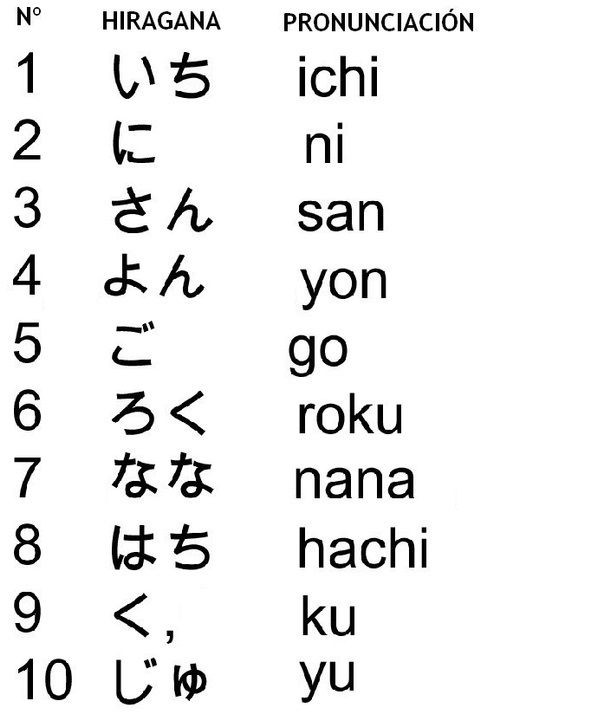 Nº HIRAGANA PRONUNCIACIÓN
1 いち ichi
2 に ni
3 さん san
4 よん yon
5 ご go
6 ろく roku
7 なな nana
8 はち hachi
9 く, ku
10 じゅ yu